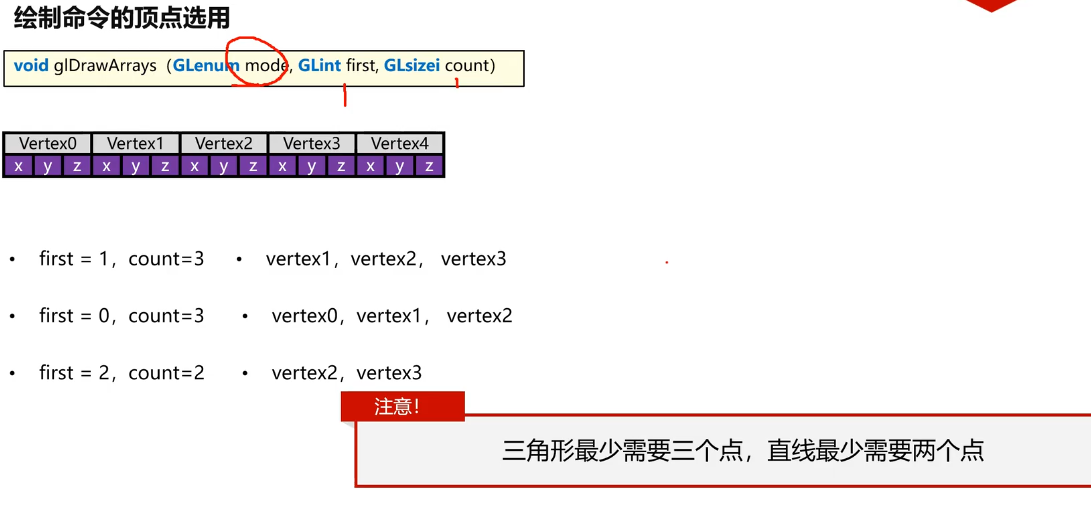 绘制命令的顶点选用
void glDrawArrays（GLenum mode, GLint first, GLsizei count）
Vertex0 Vertex1 Vertex2 Vertex3 Vertex4
x y z x y z x y z x y z x y z
• first = 1，count=3 • vertex1，vertex2， vertex3
• first = 0，count=3 • vertex0，vertex1， vertex2
• first = 2，count=2 • vertex2，vertex3
注意！
三角形最少需要三个点，直线最少需要两个点